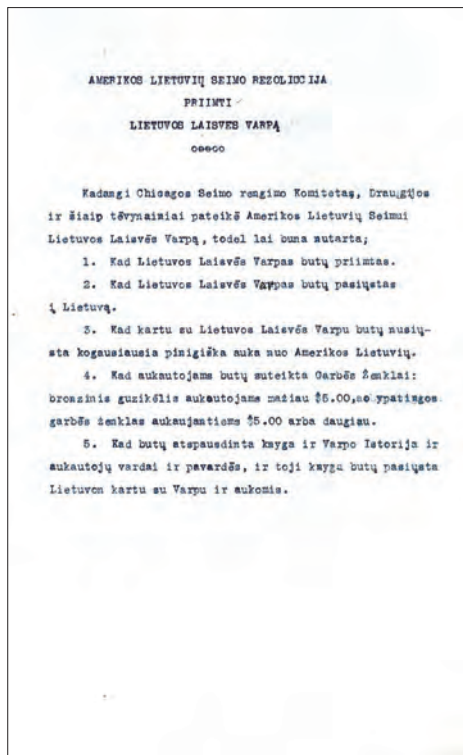 AMERIKOS LIETUVIŲ SEIMO REZOLIUCIJA
PRIIMTI
LIETUVOS LAISVĖS VARPĄ
ooooo
Kadangi Chicagos Seimo rengimo Komitetas, Draugijos
ir šiaip tėvynainiai pateikė Amerikos Lietuvių Seimui
Lietuvos Laisvės Varpą, todel lai buna nutarta;
1. Kad Lietuvos Laisvės Varpas butų priimtas.
2. Kad Lietuvos Laisvės Varpas butų pasiųstas
į Lietuvą.
3. Kad kartu su Lietuvos Laisvės Varpu butų nusių-
sta kogausiausia pinigiška auka nuo Amerikos Lietuvių.
4. Kad aukautojams butų suteikta Garbės Ženklai:
bronzinis guzikėlis aukautojams mažiau $5.00, o ypatingos
garbės ženklas aukaujantiems $5.00 arba daugiau.
5. Kad butų atspausdinta knyga ir Varpo Istorija ir
aukautojų vardai ir pavardės, ir toji knyga butų pasiųsta
Lietuvon kartu su Varpu ir aukomis.